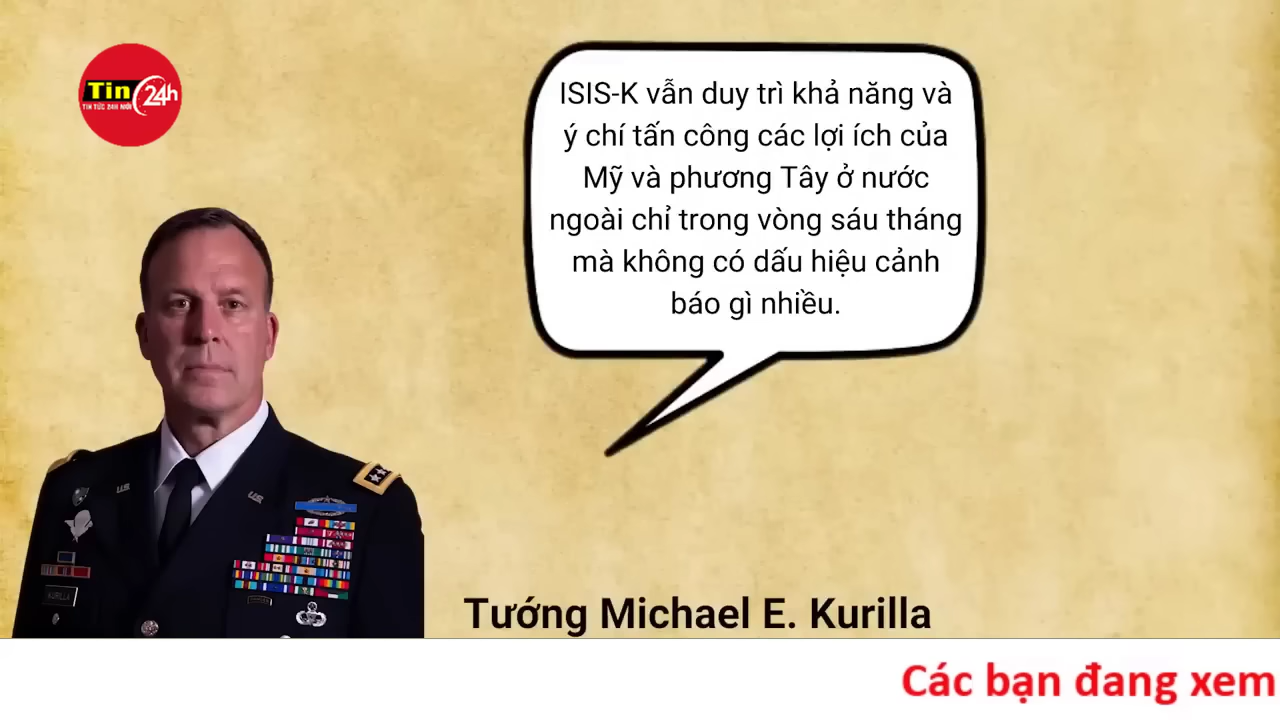 Tin 24h
TIN TỨC 24H MỚI
ISIS-K vẫn duy trì khả năng và
ý chí tấn công các lợi ích của
Mỹ và phương Tây ở nước
ngoài chỉ trong vòng sáu tháng
mà không có dấu hiệu cảnh
báo gì nhiều.
U.S.
U.S.
KURILLA
Tướng Michael E. Kurilla
Các bạn đang xem